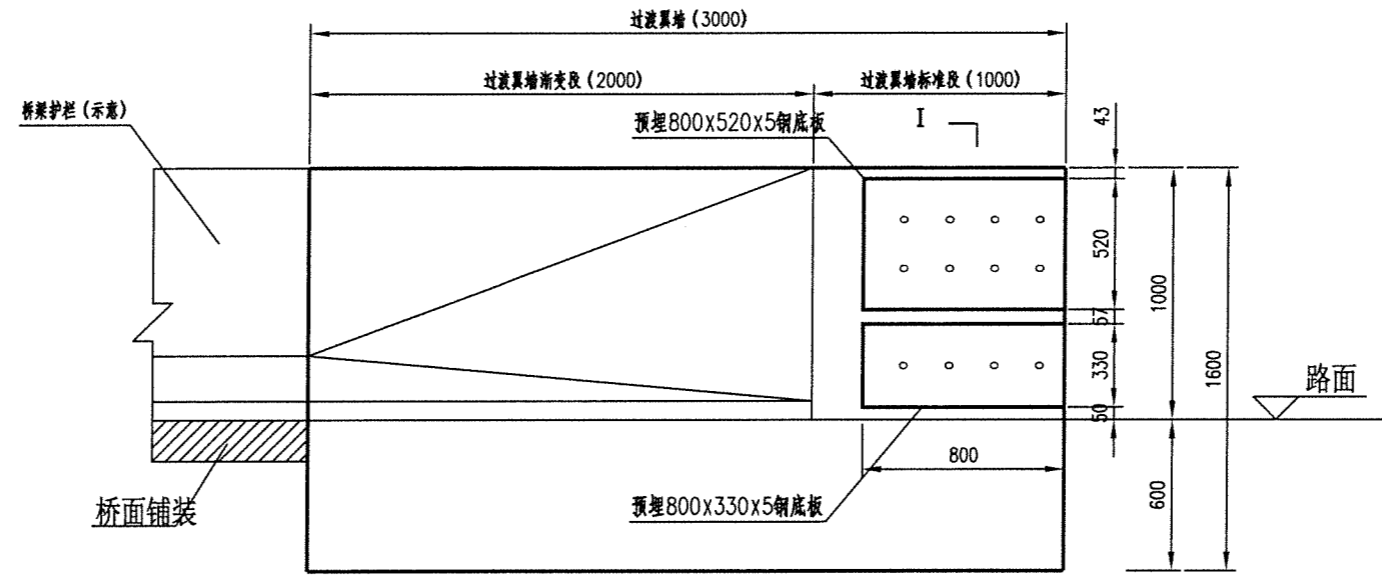 过渡翼墙(3000)
过渡翼墙渐变段(2000)
过渡翼墙标准段(1000)
桥梁护栏(示意)
预埋800X520X5钢底板
I
43
520
1000
57
330
1600
路面
50
800
桥面铺装
预埋800X330X5钢底板
600